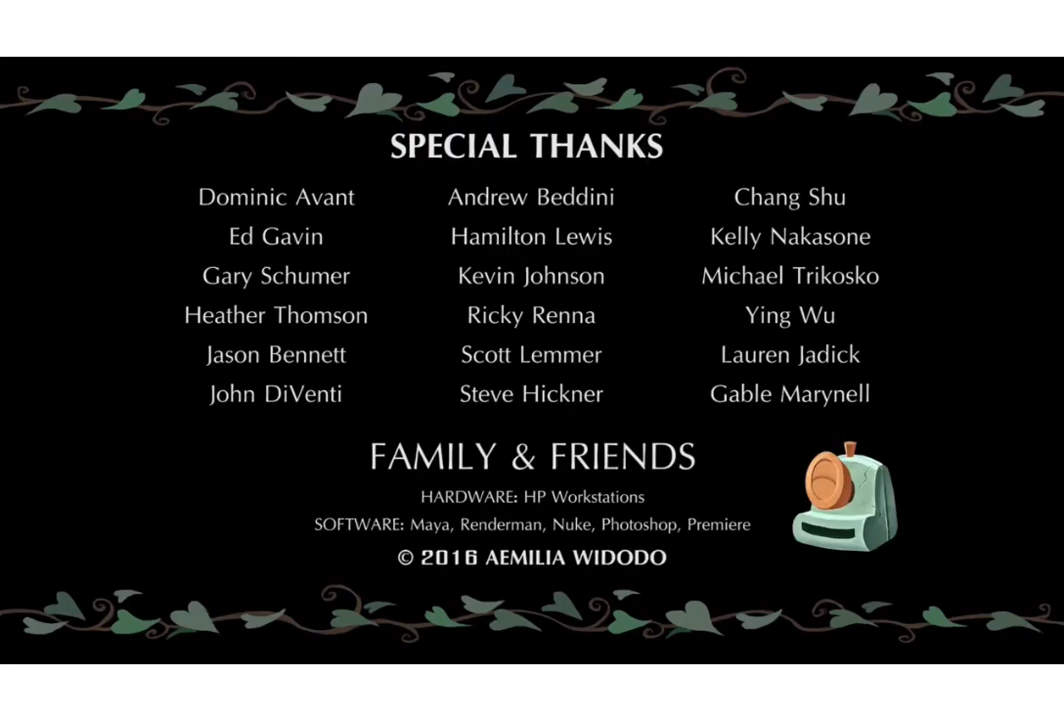 SPECIAL THANKS
Dominic Avant Andrew Beddini Chang Shu
Ed Gavin Hamilton Lewis Kelly Nakasone
Gary Schumer Kevin Johnson Michael Trikosko
Heather Thomson Ricky Renna Ying Wu
Jason Bennett Scott Lemmer Lauren Jadick
John DiVenti Steve Hickner Gable Marynell
FAMILY & FRIENDS
HARDWARE: HP Workstations
SOFTWARE: Maya, Renderman, Nuke, Photoshop, Premiere
© 2016 AEMILIA WIDODO